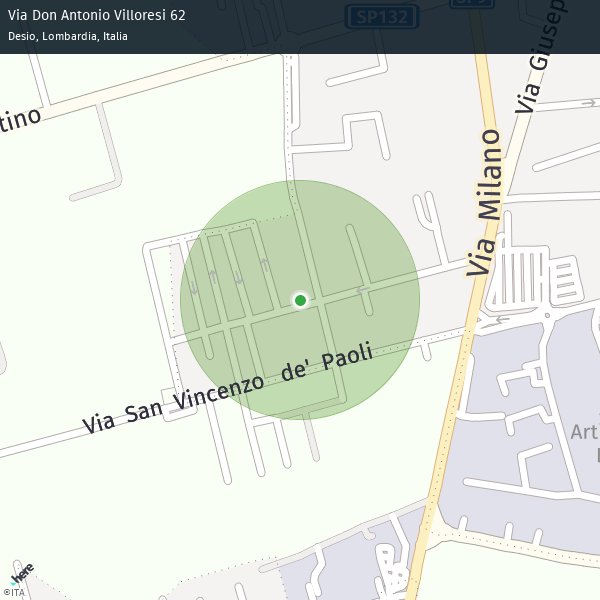 Via Don Antonio Villoresi 62
Desio, Lombardia, Italia
SP132
SP9
Via Giusep
tino
Via Milano
Via San Vincenzo de' Paoli
Art
here
©ITA